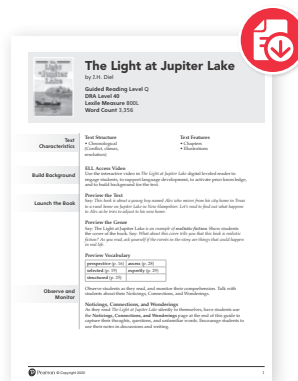 The Light at Jupiter Lake
by I.H. Diel
Guided Reading Level Q
DRA Level 40
Lexile Measure 800L
Word Count 3,356
Text
Characteristics
Text Structure
• Chronological
(Conflict, climax,
resolution)
Text Features
• Chapters
• Illustrations
Build Background
ELL Access Video
Use the interactive video in The Light at Jupiter Lake digital leveled reader to
engage students, to support language development, to activate prior knowledge,
and to build background for the text.
Launch the Book
Preview the Text
Say: This book is about a young boy named Alec who moves from his city home in Texas
to a rural home on Jupiter Lake in New Hampshire. Let's read to find out what happens
to Alec as he tries to adjust to his new home.
Preview the Genre
Say: The Light at Jupiter Lake is an example of realistic fiction. Share students
the cover of the book. Say: What about this cover tells you that this book is realistic
fiction? As you read, ask yourself if the events in the story are things that could happen
in real life.
Preview Vocabulary
perspective (p. 16) assess (p. 28)
selected (p. 19) expertly (p. 29)
structured (p. 25)
Observe and
Monitor
Observe students as they read, and monitor their comprehension. Talk with
students about their Noticings, Connections, and Wonderings.
Noticings, Connections, and Wonderings
As they read The Light at Jupiter Lake silently to themselves, have students use
the Noticings, Connections, and Wonderings page at the end of this guide to
capture their thoughts, questions, and unfamiliar words. Encourage students to
use their notes in discussions and writing.
Pearson © Copyright 2020
1